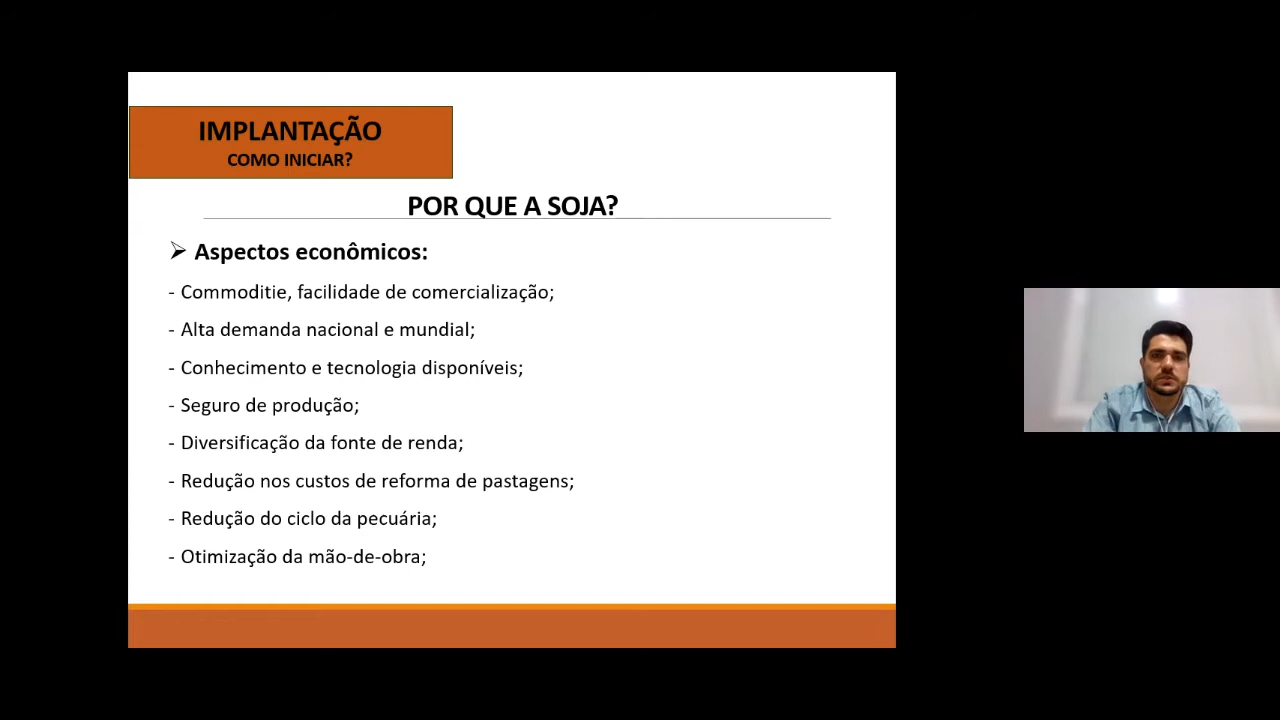 IMPLANTAÇÃO
COMO INICIAR?
POR QUE A SOJA?
Aspectos econômicos:
- Commoditie, facilidade de comercialização;
- Alta demanda nacional e mundial;
- Conhecimento e tecnologia disponíveis;
- Seguro de produção;
- Diversificação da fonte de renda;
- Redução nos custos de reforma de pastagens;
- Redução do ciclo da pecuária;
- Otimização da mão-de-obra;